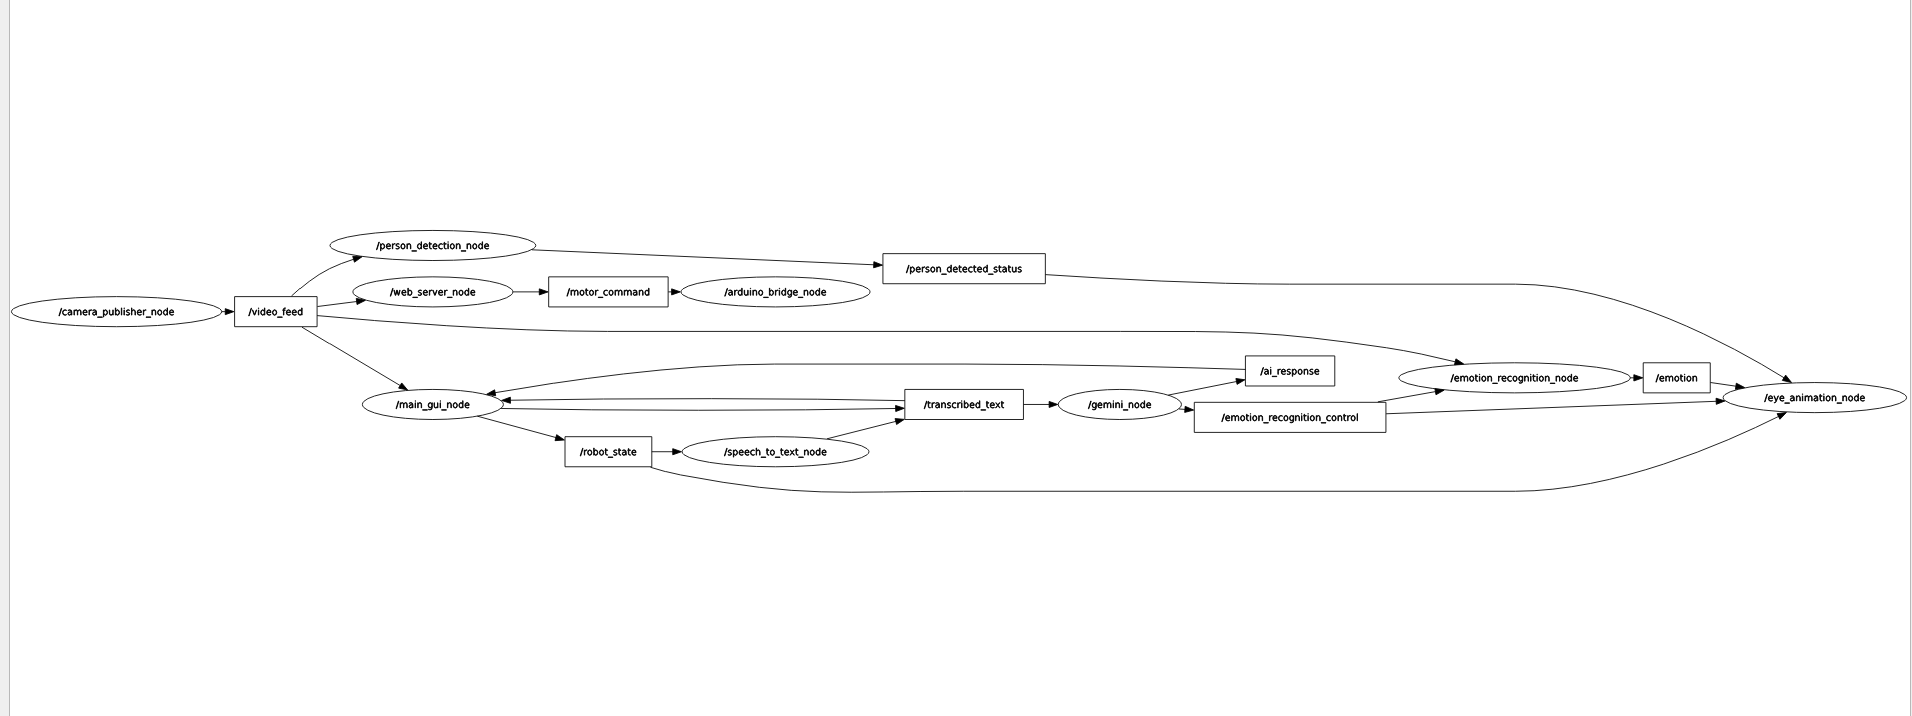 /person_detection_node
/person_detected_status
/web_server_node
/motor_command
/arduino_bridge_node
/camera_publisher_node
/video_feed
/ai_response
/emotion_recognition_node
/emotion
/eye_animation_node
/main_gui_node
/transcribed_text
/gemini_node
/emotion_recognition_control
/robot_state
/speech_to_text_node